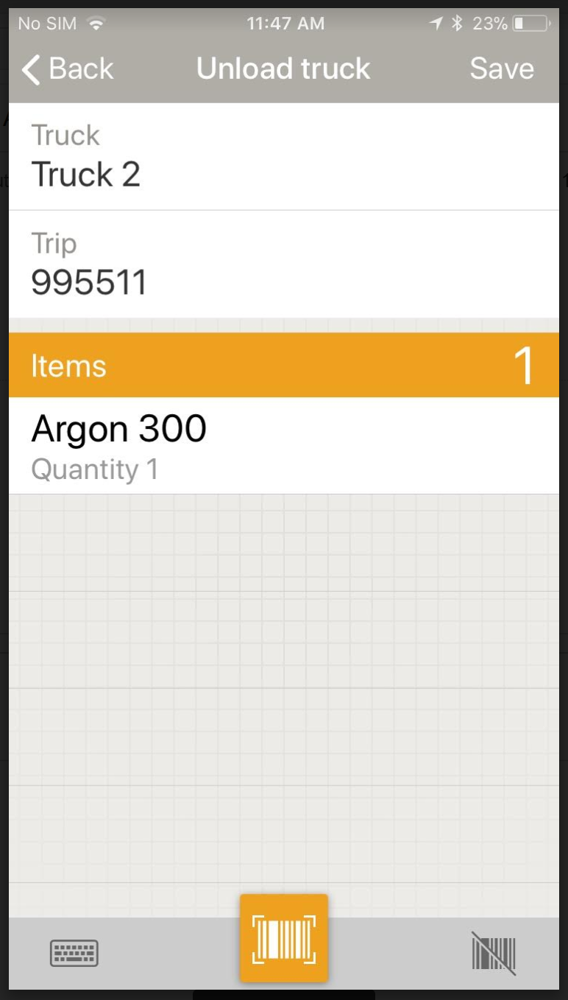 No SIM 11:47 AM 23%
Back Unload truck Save
Truck
Truck 2
Trip
995511
Items 1
Argon 300
Quantity 1